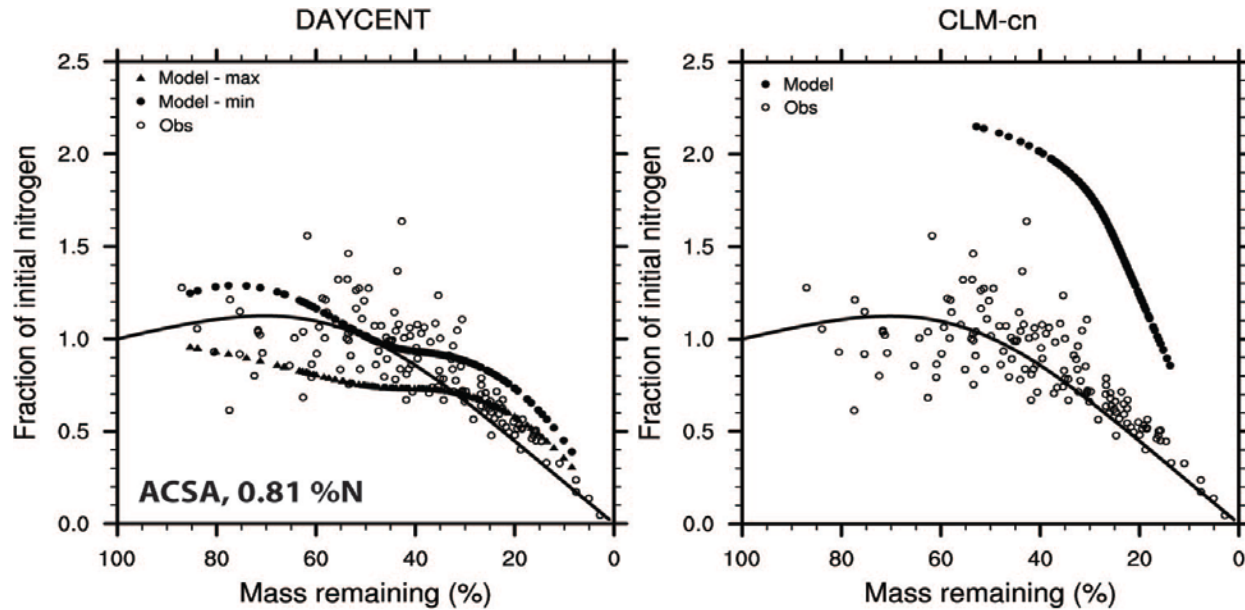 DAYCENT
Fraction of initial nitrogen
2.5
2.0
1.5
1.0
0.5
0.0
Model - max
Model - min
Obs
ACSA, 0.81 %N
100 80 60 40 20 0
Mass remaining (%)
CLM-cn
Fraction of initial nitrogen
2.5
2.0
1.5
1.0
0.5
0.0
Model
Obs
100 80 60 40 20 0
Mass remaining (%)